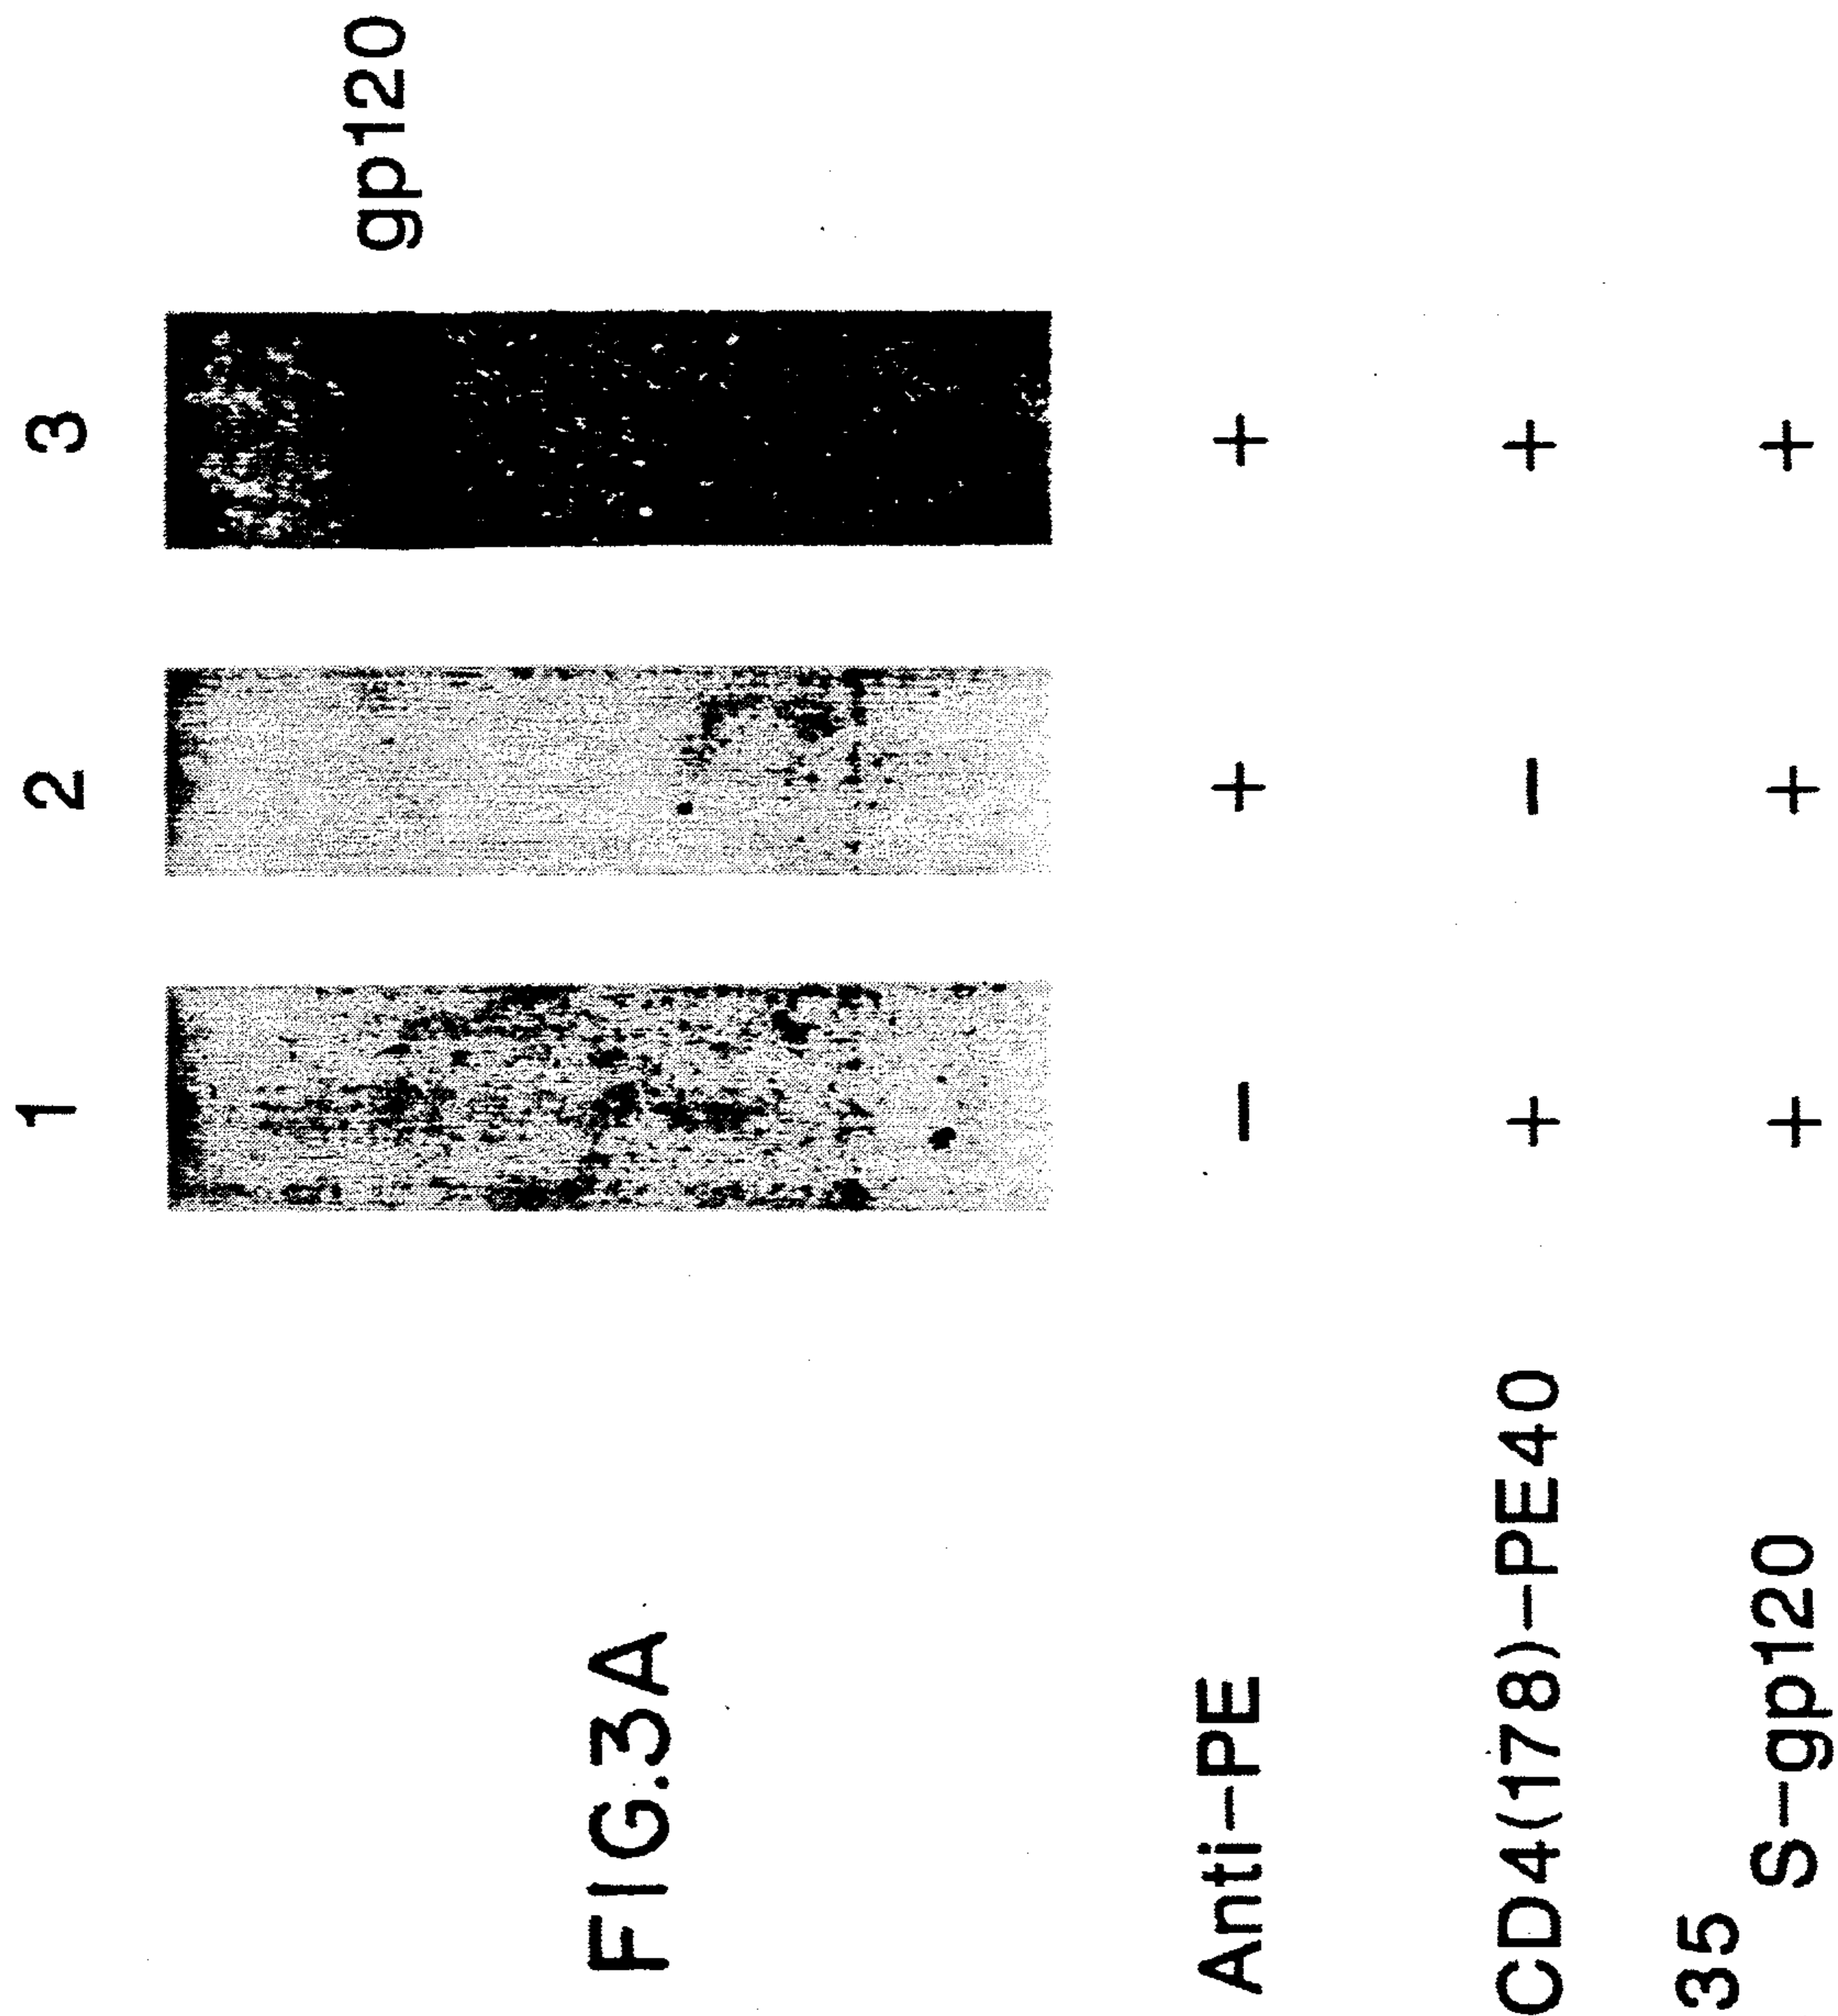 1 2 3
gp120
FIG.3A
Anti-PE − + +
CD4(178)-PE40 + − +
35
S-gp120 + + +